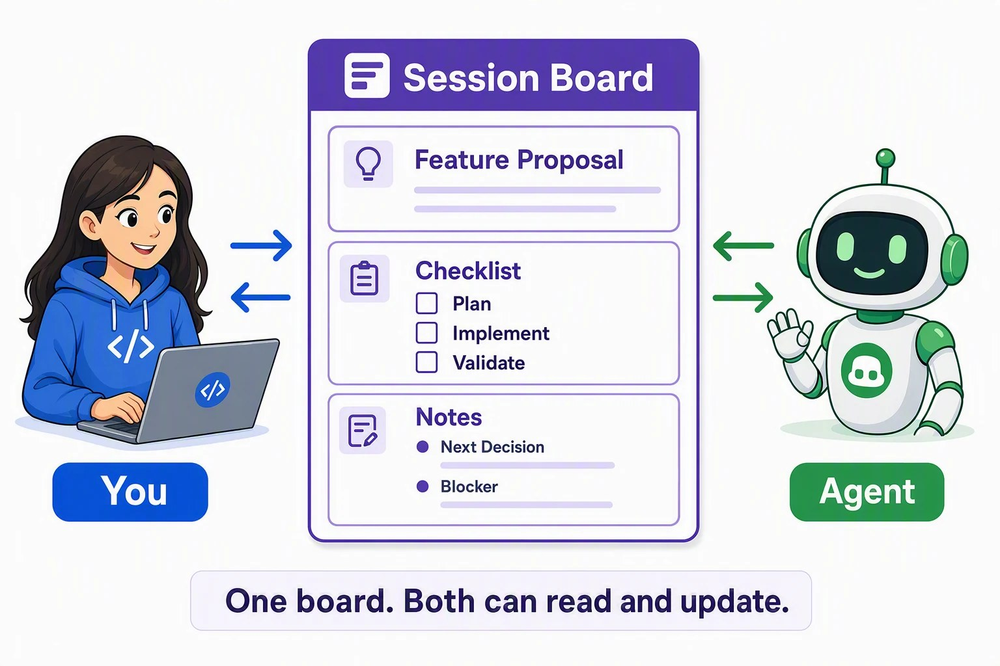 Session Board
Feature Proposal
Checklist
Plan
Implement
Validate
Notes
Next Decision
Blocker
</>
</>
You
Agent
One board. Both can read and update.